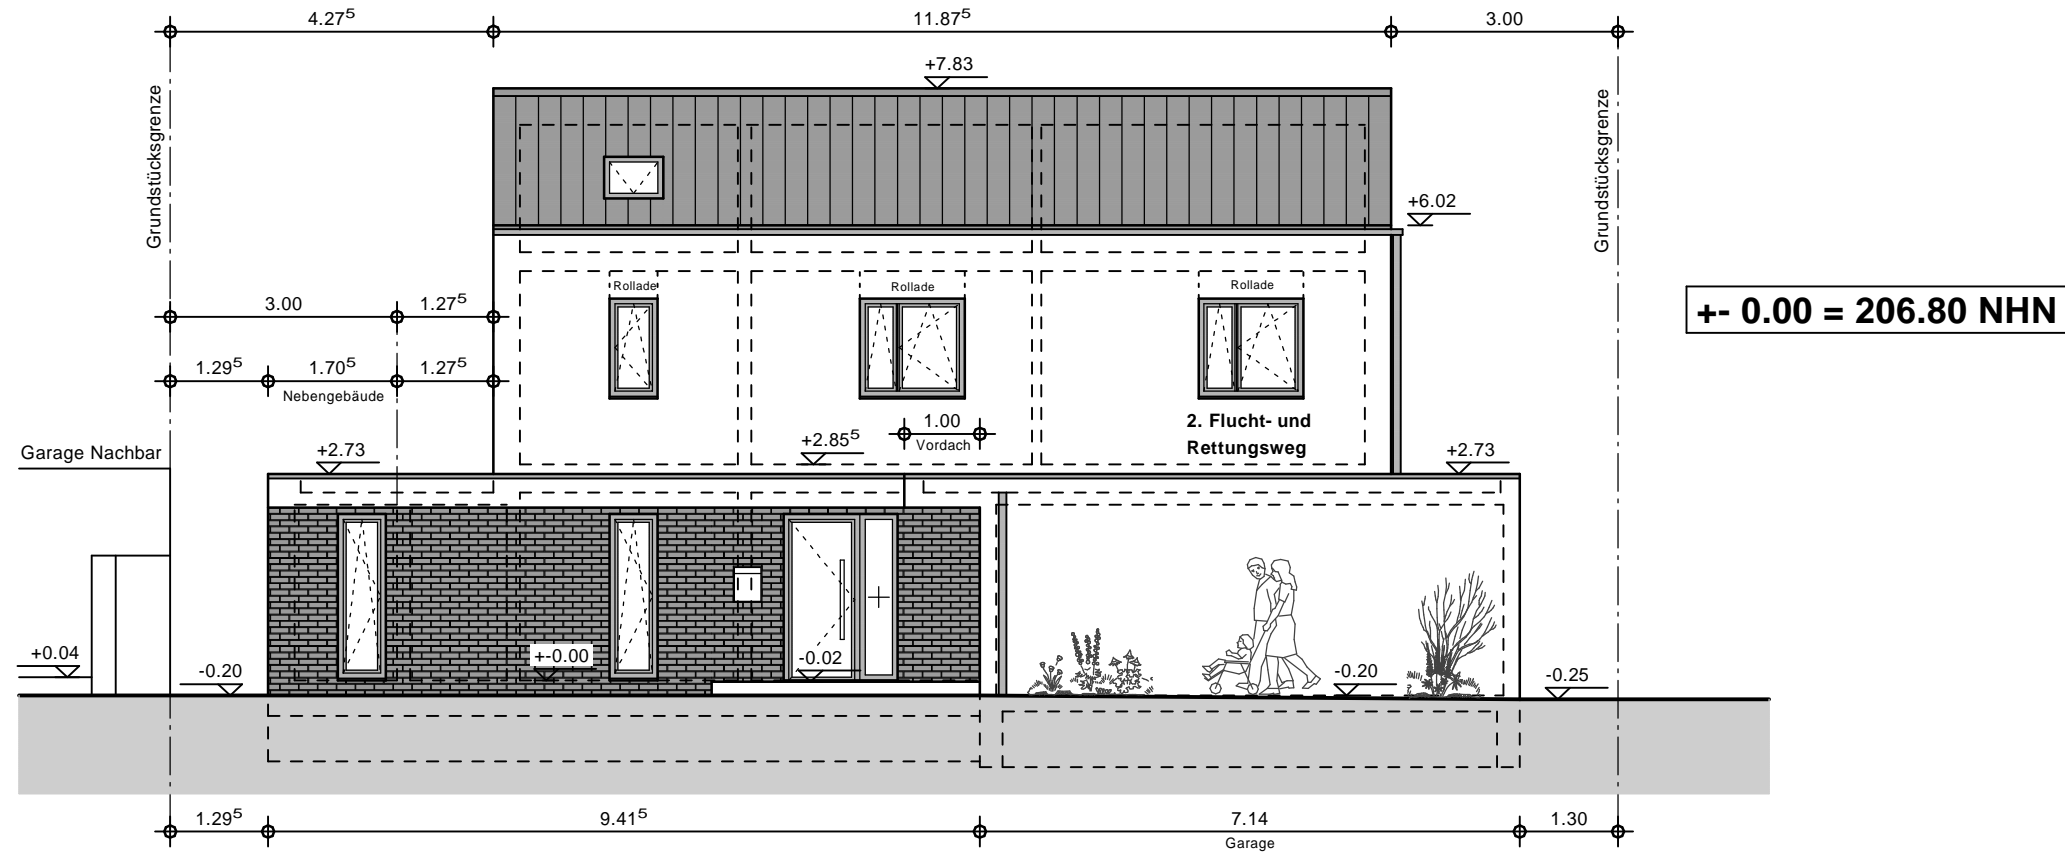 4.27⁵
11.87⁵
3.00
+7.83
Grundstücksgrenze
Grundstücksgrenze
+6.02
Rollade
Rollade
Rollade
3.00
1.27⁵
+- 0.00 = 206.80 NHN
1.29⁵
1.70⁵
1.27⁵
Nebengebäude
1.00
Vordach
2. Flucht- und
Rettungsweg
+2.73
+2.85⁵
+2.73
Garage Nachbar
+0.04
-0.20
+-0.00
-0.02
-0.20
-0.25
1.29⁵
9.41⁵
7.14
Garage
1.30